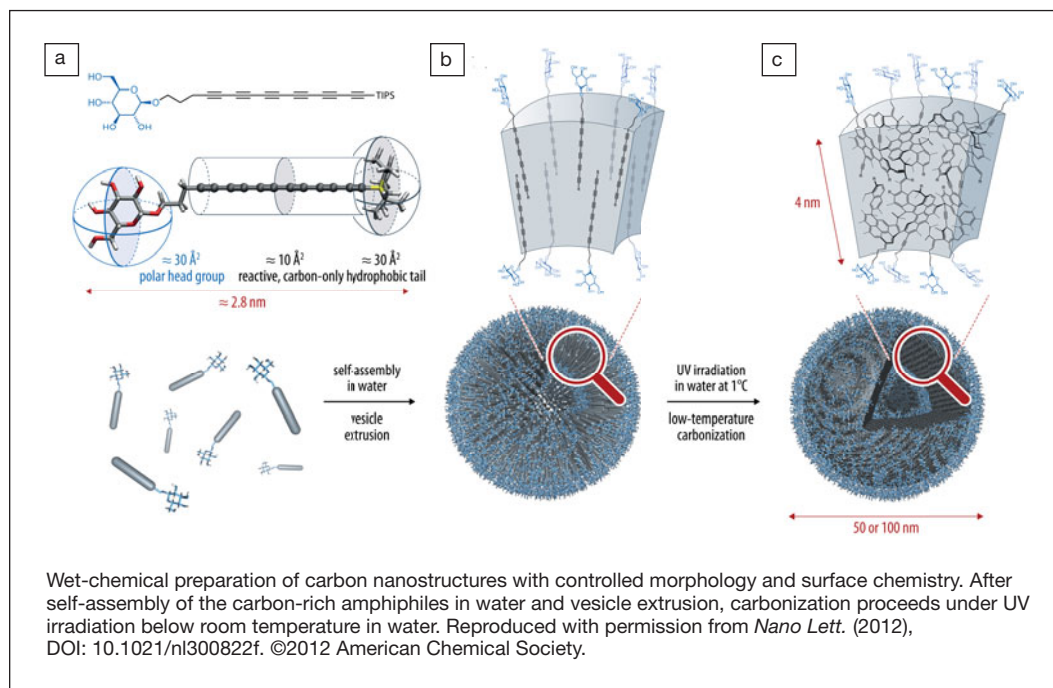 a
b
c
HO
HO
HO
OH
OH
O
O
TIPS
≈ 30 Å²
polar head group
≈ 10 Å²
≈ 30 Å²
reactive, carbon-only hydrophobic tail
≈ 2.8 nm
self-assembly
in water
vesicle
extrusion
UV irradiation
in water at 1°C
low-temperature
carbonization
4 nm
50 or 100 nm
Wet-chemical preparation of carbon nanostructures with controlled morphology and surface chemistry. After
self-assembly of the carbon-rich amphiphiles in water and vesicle extrusion, carbonization proceeds under UV
irradiation below room temperature in water. Reproduced with permission from Nano Lett. (2012),
DOI: 10.1021/nl300822f. ©2012 American Chemical Society.